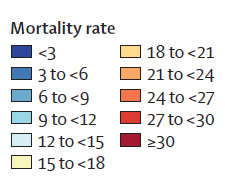 Mortality rate
<3
3 to <6
6 to <9
9 to <12
12 to <15
15 to <18
18 to <21
21 to <24
24 to <27
27 to <30
≥30